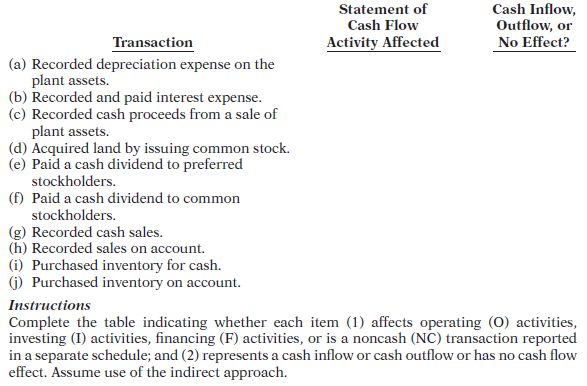 Statement of Cash Inflow,
Cash Flow Outflow, or
Transaction Activity Affected No Effect?
(a) Recorded depreciation expense on the
plant assets.
(b) Recorded and paid interest expense.
(c) Recorded cash proceeds from a sale of
plant assets.
(d) Acquired land by issuing common stock.
(e) Paid a cash dividend to preferred
stockholders.
(f) Paid a cash dividend to common
stockholders.
(g) Recorded cash sales.
(h) Recorded sales on account.
(i) Purchased inventory for cash.
(j) Purchased inventory on account.
Instructions
Complete the table indicating whether each item (1) affects operating (O) activities,
investing (I) activities, financing (F) activities, or is a noncash (NC) transaction reported
in a separate schedule; and (2) represents a cash inflow or cash outflow or has no cash flow
effect. Assume use of the indirect approach.